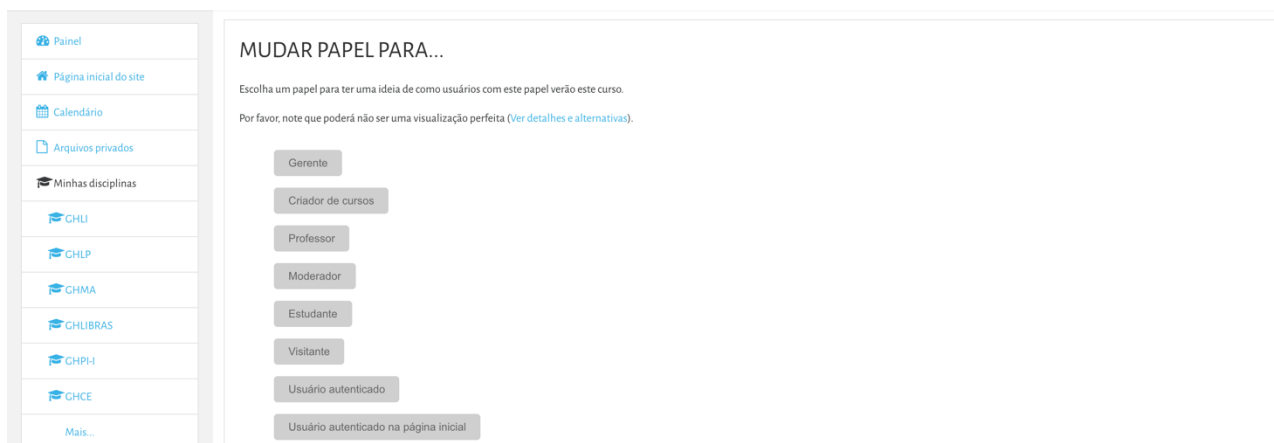 Painel
Página inicial do site
Calendário
Arquivos privados
Minhas disciplinas
GHLI
GHLP
GHMA
GHLIBRAS
GHPI-I
GHCE
Mais...
MUDAR PAPEL PARA...
Escolha um papel para ter uma ideia de como usuários com este papel verão este curso.
Por favor, note que poderá não ser uma visualização perfeita (Ver detalhes e alternativas).
Gerente
Criador de cursos
Professor
Moderador
Estudante
Visitante
Usuário autenticado
Usuário autenticado na página inicial